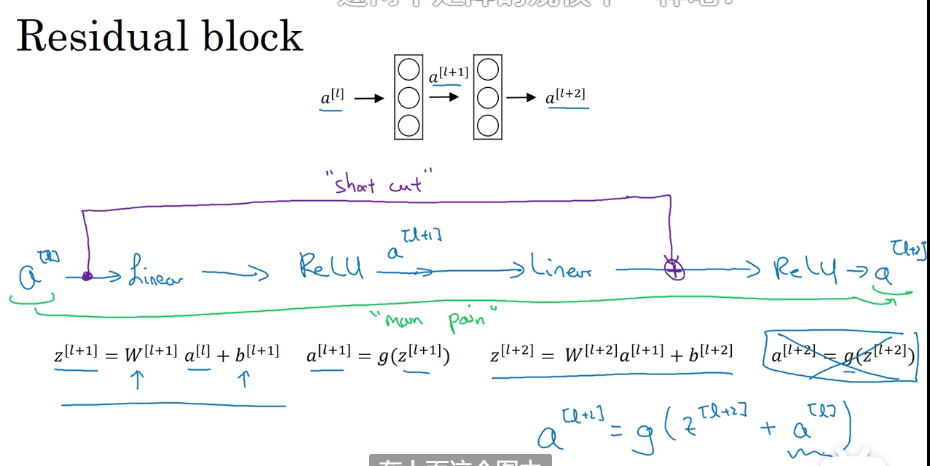 Residual block
a[l] → a[l+1] → a[l+2]
"short cut"
a[l] → Linear → ReLU a[l+1] → Linear → ReLU → a[l+2]
"main path"
z[l+1] = W[l+1] a[l] + b[l+1] a[l+1] = g(z[l+1]) z[l+2] = W[l+2]a[l+1] + b[l+2] a[l+2] = g(z[l+2])
a[l+2] = g(z[l+2] + a[l])